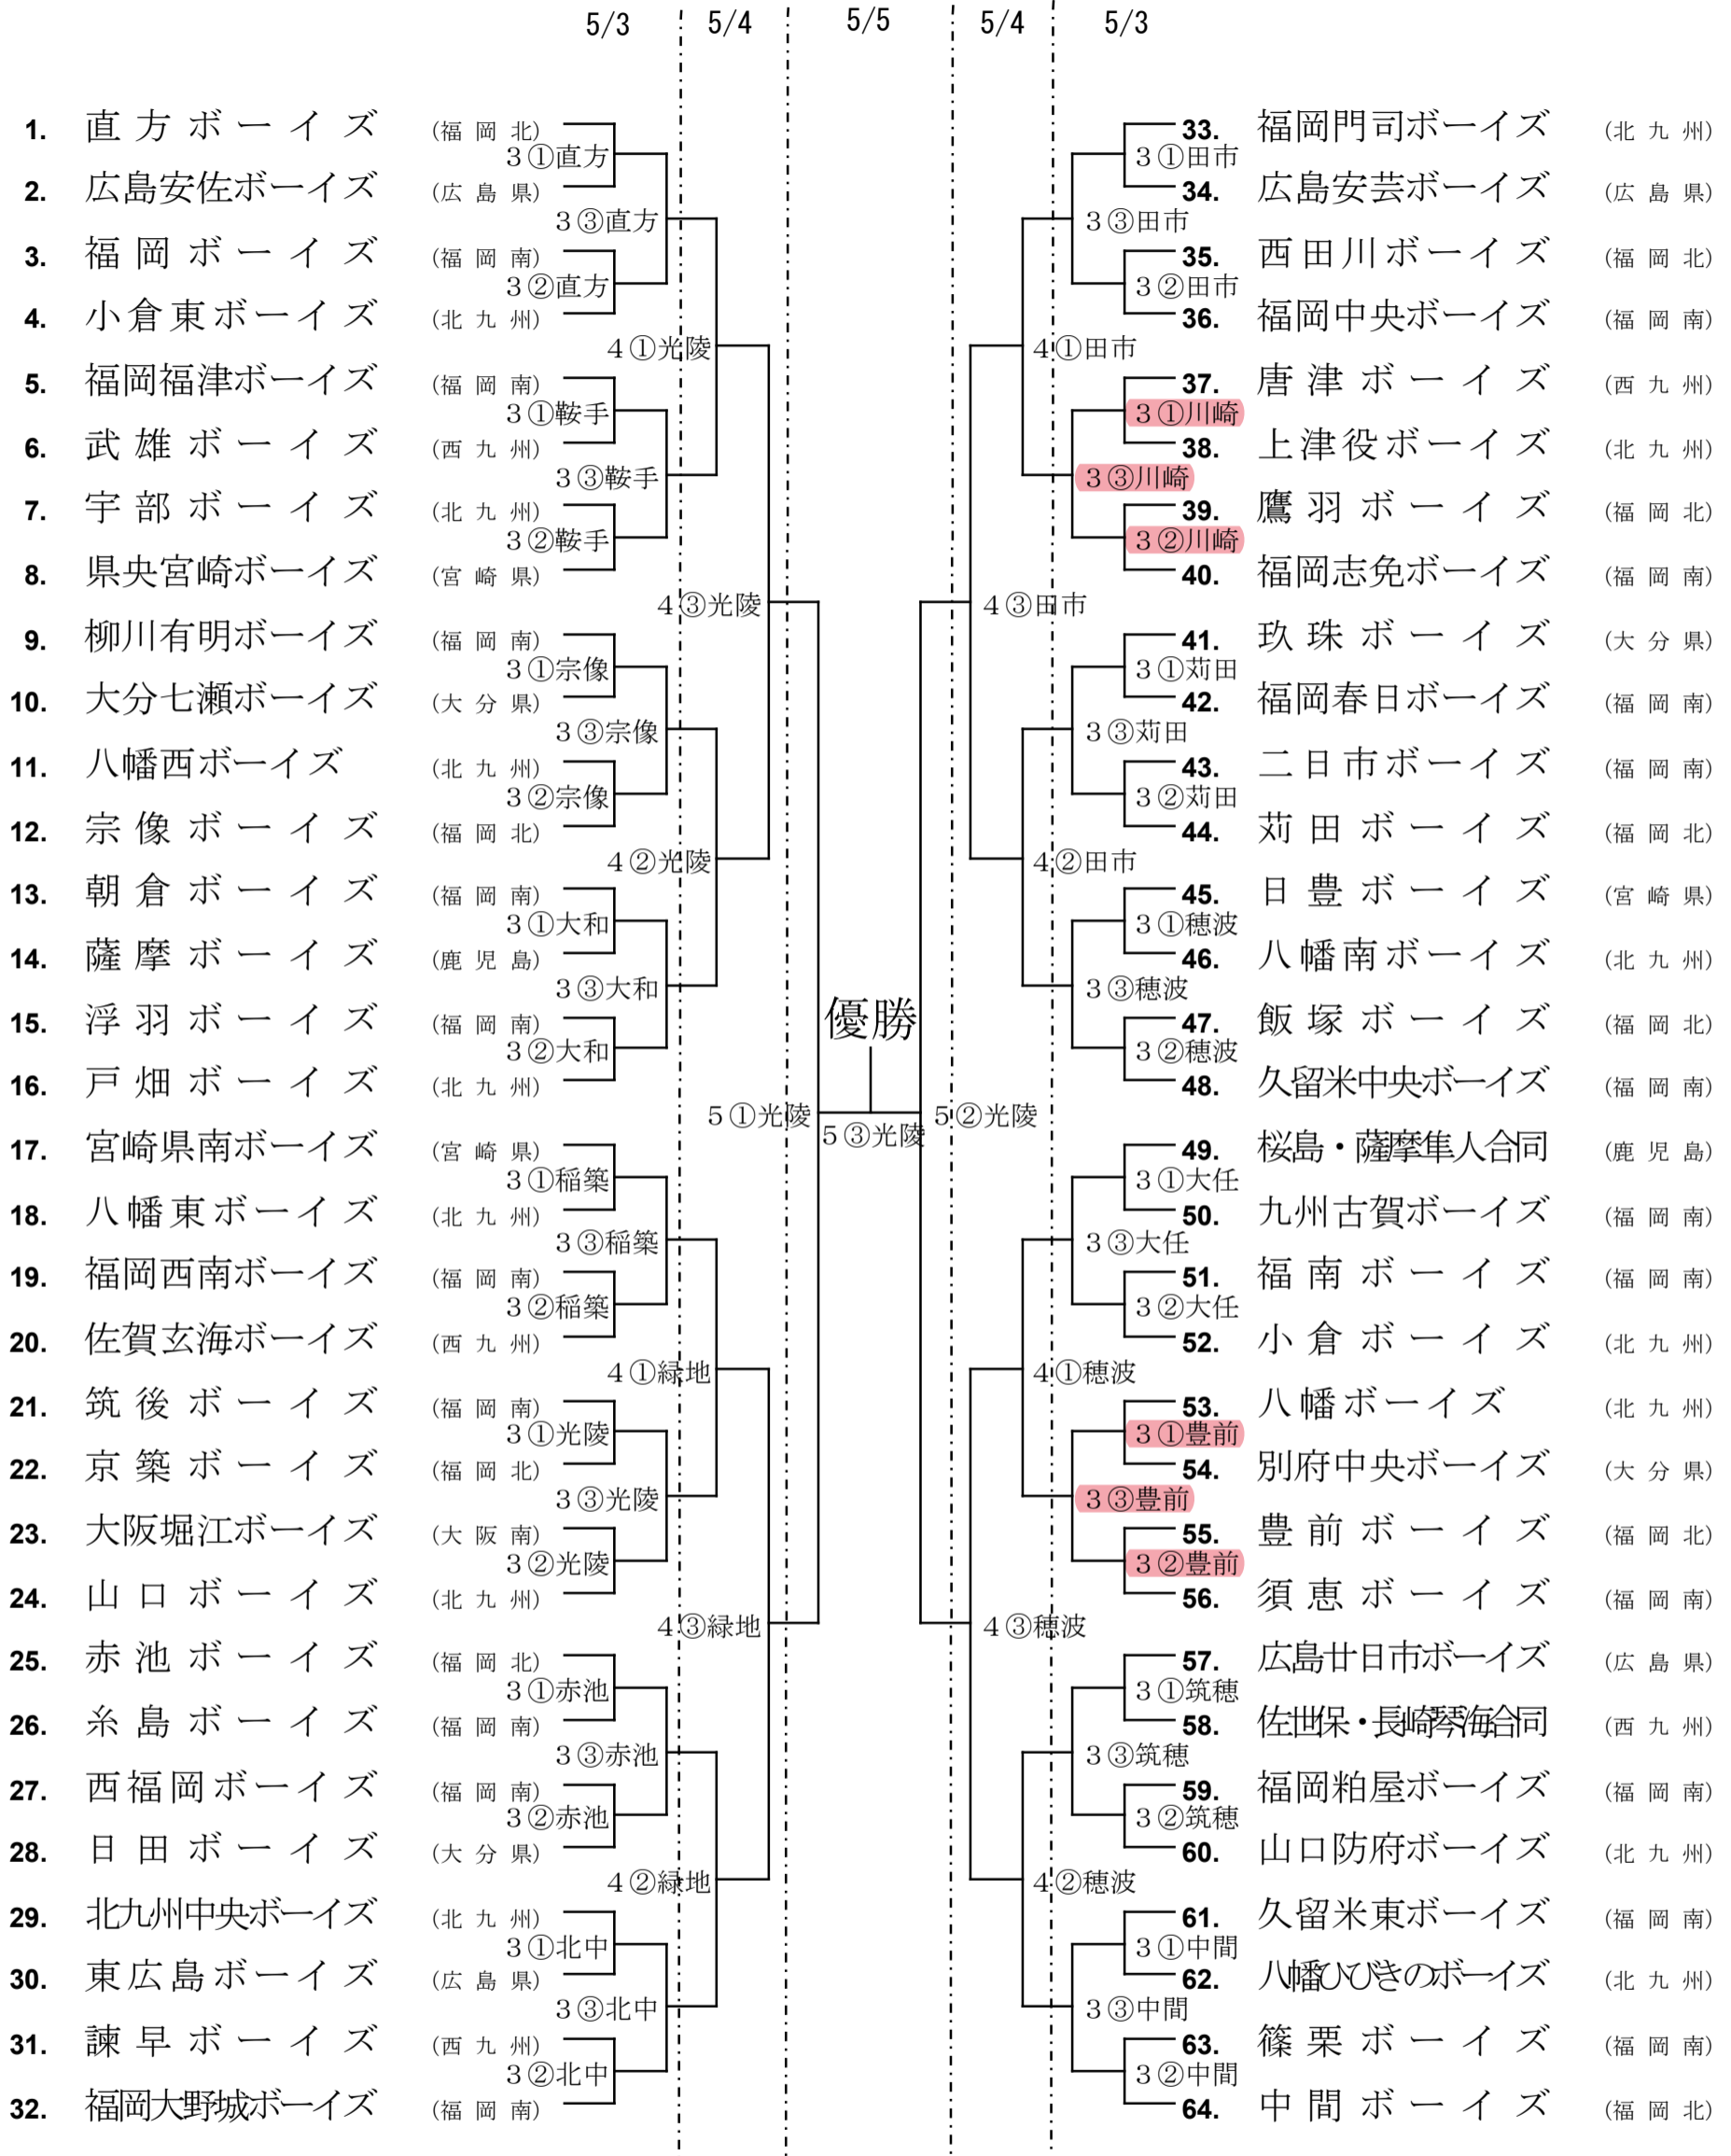 5/3 5/4 5/5 5/4 5/3
1. 直方ボーイズ (福岡北)
3①直方
2. 広島安佐ボーイズ (広島県)
3③直方
3. 福岡ボーイズ (福岡南)
3②直方
4. 小倉東ボーイズ (北九州)
4①光陵
5. 福岡福津ボーイズ (福岡南)
3①鞍手
6. 武雄ボーイズ (西九州)
3③鞍手
7. 宇部ボーイズ (北九州)
3②鞍手
8. 県央宮崎ボーイズ (宮崎県)
4③光陵
9. 柳川有明ボーイズ (福岡南)
3①宗像
10. 大分七瀬ボーイズ (大分県)
3③宗像
11. 八幡西ボーイズ (北九州)
3②宗像
12. 宗像ボーイズ (福岡北)
4②光陵
13. 朝倉ボーイズ (福岡南)
3①大和
14. 薩摩ボーイズ (鹿児島)
3③大和
15. 浮羽ボーイズ (福岡南)
3②大和
16. 戸畑ボーイズ (北九州)
5①光陵
17. 宮崎県南ボーイズ (宮崎県)
3①稲築
18. 八幡東ボーイズ (北九州)
3③稲築
19. 福岡西南ボーイズ (福岡南)
3②稲築
20. 佐賀玄海ボーイズ (西九州)
4①緑地
21. 筑後ボーイズ (福岡南)
3①光陵
22. 京築ボーイズ (福岡北)
3③光陵
23. 大阪堀江ボーイズ (大阪南)
3②光陵
24. 山口ボーイズ (北九州)
4③緑地
25. 赤池ボーイズ (福岡北)
3①赤池
26. 糸島ボーイズ (福岡南)
3③赤池
27. 西福岡ボーイズ (福岡南)
3②赤池
28. 日田ボーイズ (大分県)
4②緑地
29. 北九州中央ボーイズ (北九州)
3①北中
30. 東広島ボーイズ (広島県)
3③北中
31. 諫早ボーイズ (西九州)
3②北中
32. 福岡大野城ボーイズ (福岡南)
優勝
5③光陵
33. 福岡門司ボーイズ (北九州)
3①田市
34. 広島安芸ボーイズ (広島県)
3③田市
35. 西田川ボーイズ (福岡北)
3②田市
36. 福岡中央ボーイズ (福岡南)
4①田市
37. 唐津ボーイズ (西九州)
3①川崎
38. 上津役ボーイズ (北九州)
3③川崎
39. 鷹羽ボーイズ (福岡北)
3②川崎
40. 福岡志免ボーイズ (福岡南)
4③田市
41. 玖珠ボーイズ (大分県)
3①苅田
42. 福岡春日ボーイズ (福岡南)
3③苅田
43. 二日市ボーイズ (福岡南)
3②苅田
44. 苅田ボーイズ (福岡北)
4②田市
45. 日豊ボーイズ (宮崎県)
3①穂波
46. 八幡南ボーイズ (北九州)
3③穂波
47. 飯塚ボーイズ (福岡北)
3②穂波
48. 久留米中央ボーイズ (福岡南)
5②光陵
49. 桜島・薩摩隼人合同 (鹿児島)
3①大任
50. 九州古賀ボーイズ (福岡南)
3③大任
51. 福南ボーイズ (福岡南)
3②大任
52. 小倉ボーイズ (北九州)
4①穂波
53. 八幡ボーイズ (北九州)
3①豊前
54. 別府中央ボーイズ (大分県)
3③豊前
55. 豊前ボーイズ (福岡北)
3②豊前
56. 須恵ボーイズ (福岡南)
4③穂波
57. 広島廿日市ボーイズ (広島県)
3①筑穂
58. 佐世保・長崎琴海合同 (西九州)
3③筑穂
59. 福岡粕屋ボーイズ (福岡南)
3②筑穂
60. 山口防府ボーイズ (北九州)
4②穂波
61. 久留米東ボーイズ (福岡南)
3①中間
62. 八幡ひびきのボーイズ (北九州)
3③中間
63. 篠栗ボーイズ (福岡南)
3②中間
64. 中間ボーイズ (福岡北)